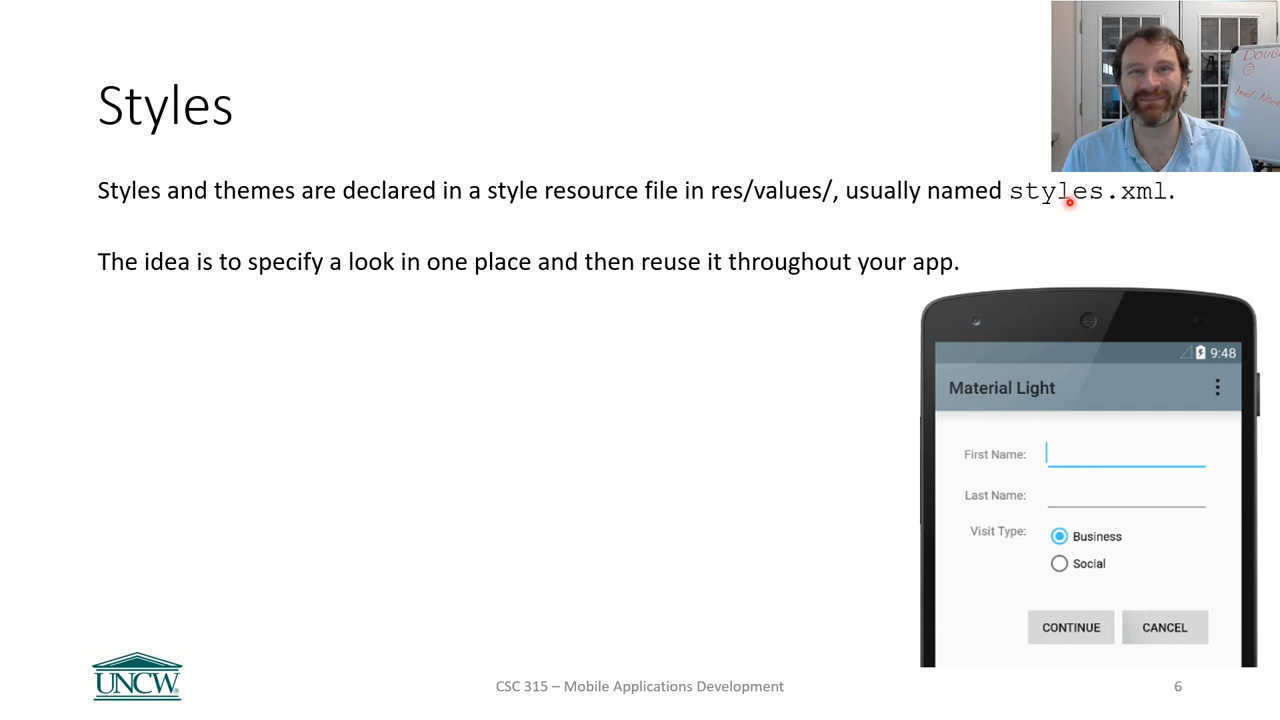 Styles
Styles and themes are declared in a style resource file in res/values/, usually named styles.xml.
The idea is to specify a look in one place and then reuse it throughout your app.
9:48
Material Light
First Name:
Last Name:
Visit Type:
Business
Social
CONTINUE
CANCEL
UNCW
CSC 315 – Mobile Applications Development
6